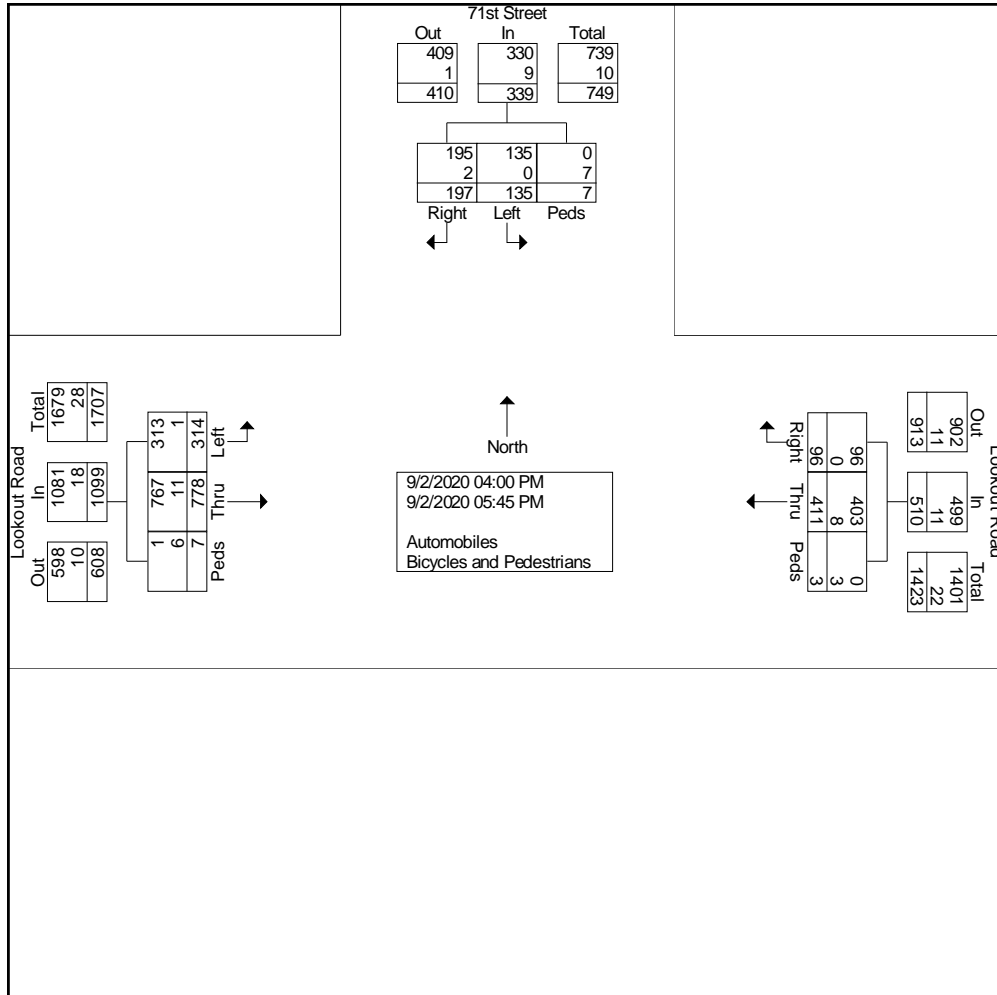 71st Street
Out In Total
409 330 739
1 9 10
410 339 749
195 135 0
2 0 7
197 135 7
Right Left Peds
Lookout Road
Total In Out
1679 1081 598
28 18 10
1707 1099 608
313 767 1
1 11 6
314 778 7
Left Thru Peds
North
9/2/2020 04:00 PM
9/2/2020 05:45 PM
Automobiles
Bicycles and Pedestrians
Right Thru Peds
96 411 3
0 8 3
96 403 0
Lookout Road
Out In Total
902 499 1401
11 11 22
913 510 1423